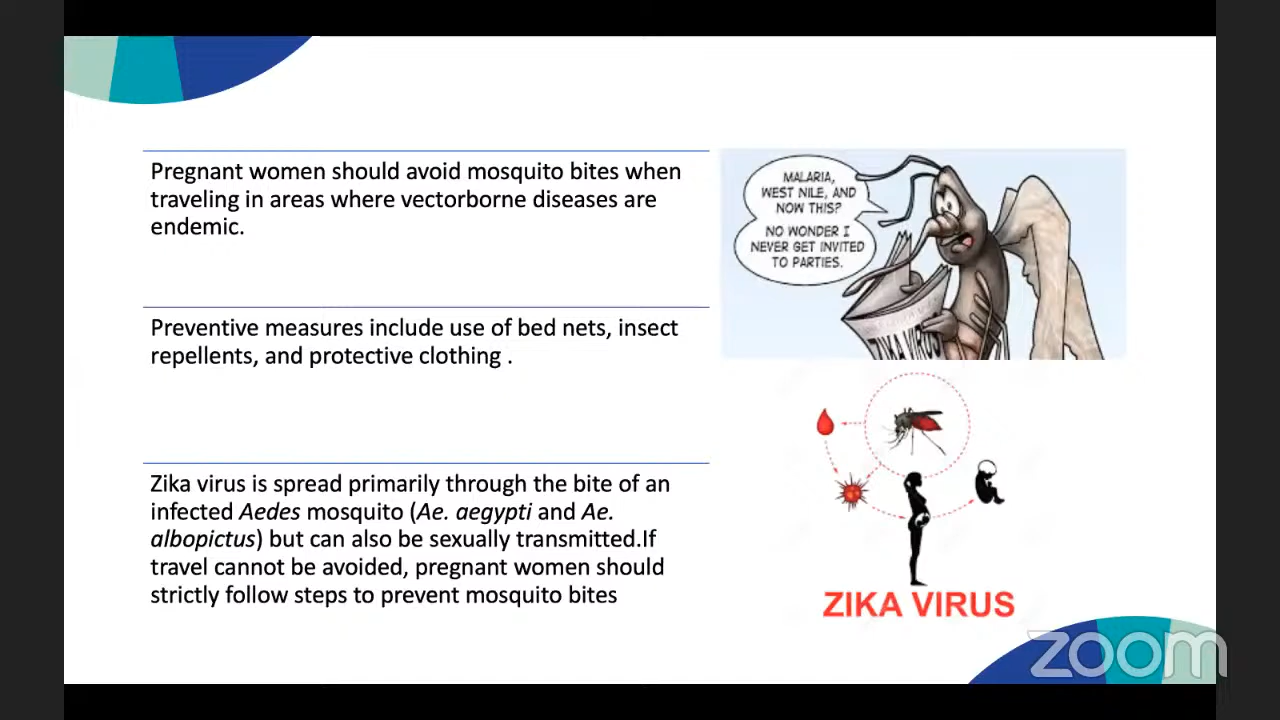 Pregnant women should avoid mosquito bites when
traveling in areas where vectorborne diseases are
endemic.
Preventive measures include use of bed nets, insect
repellents, and protective clothing .
Zika virus is spread primarily through the bite of an
infected Aedes mosquito (Ae. aegypti and Ae.
albopictus) but can also be sexually transmitted.If
travel cannot be avoided, pregnant women should
strictly follow steps to prevent mosquito bites
MALARIA,
WEST NILE, AND
NOW THIS?
NO WONDER I
NEVER GET INVITED
TO PARTIES.
ZIKA VIRUS
ZIKA VIRUS
zoom